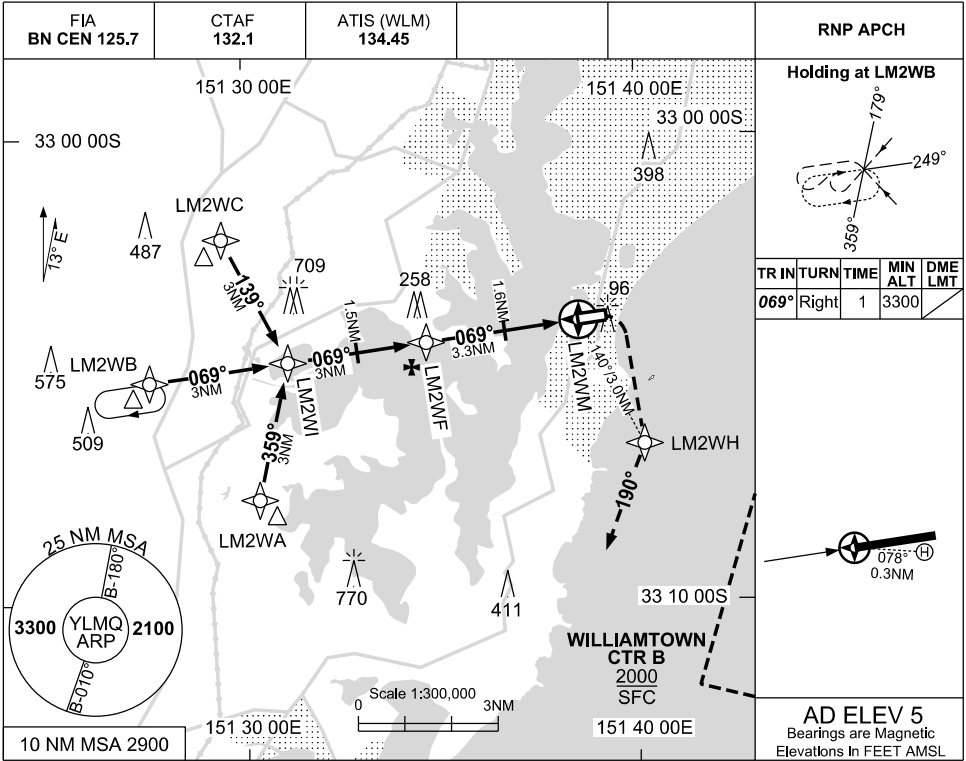 FIA
BN CEN 125.7
CTAF
132.1
ATIS (WLM)
134.45
RNP APCH
151 30 00E
151 40 00E
33 00 00S
33 00 00S
398
LM2WC
487
13° E
709
258
96
139°
3NM
1.5NM
1.6NM
LM2WB
575
509
069°
3NM
069°
3NM
069°
3.3NM
LM2WI
LM2WF
LM2WM
140°/3.0NM
LM2WH
359°
3NM
190°
LM2WA
770
411
33 10 00S
25 NM MSA
B-180°
3300
YLMQ
ARP
2100
B-010°
10 NM MSA 2900
WILLIAMTOWN
CTR B
2000
SFC
Scale 1:300,000
0
3NM
151 30 00E
151 40 00E
Holding at LM2WB
179°
249°
359°
TR IN TURN TIME MIN ALT DME LMT
069° Right 1 3300
078°
0.3NM
H
AD ELEV 5
Bearings are Magnetic
Elevations in FEET AMSL